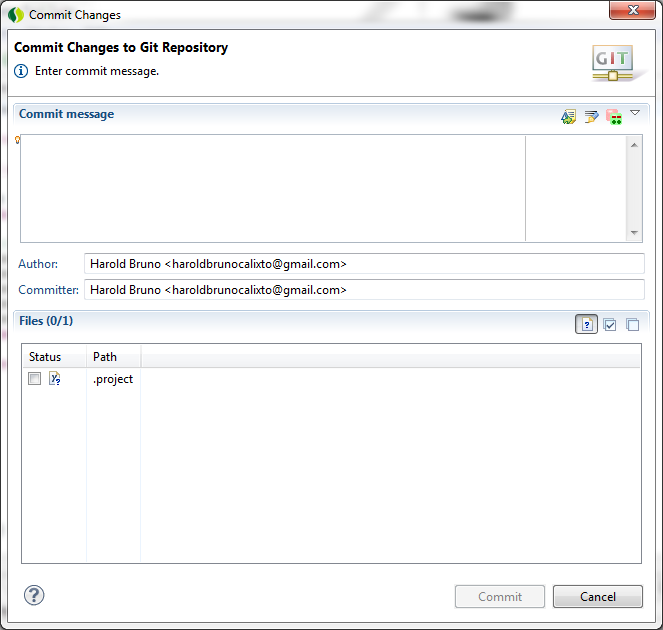 Commit Changes
Commit Changes to Git Repository
Enter commit message.
GIT
Commit message
Author: Harold Bruno <haroldbrunocalixto@gmail.com>
Committer: Harold Bruno <haroldbrunocalixto@gmail.com>
Files (0/1)
Status Path
.project
Commit Cancel